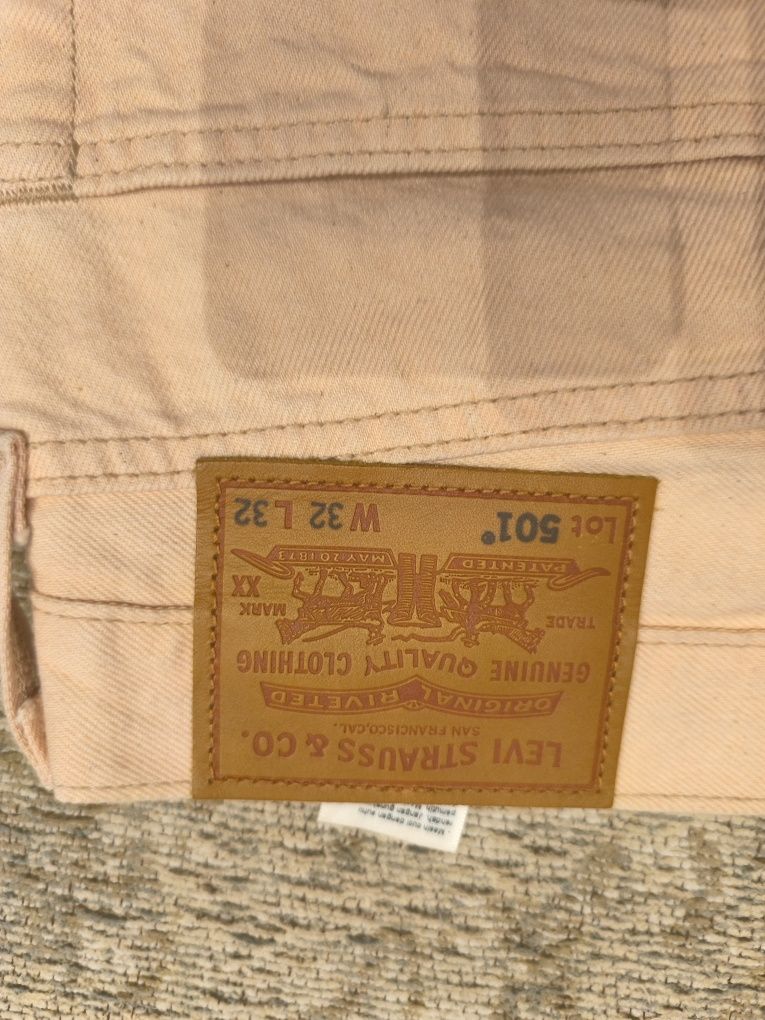 LEVI STRAUSS & CO.
SAN FRANCISCO, CAL.
ORIGINAL RIVETED
GENUINE QUALITY CLOTHING
TRADE MARK
PATENTED MAY 20 1873
XX
Lot 501® W 32 L 32